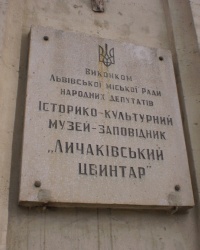 ВИКОНКОМ
ЛЬВІВСЬКОЇ МІСЬКОЇ РАДИ
НАРОДНИХ ДЕПУТАТІВ
ІСТОРИКО-КУЛЬТУРНИЙ
МУЗЕЙ-ЗАПОВІДНИК
„ЛИЧАКІВСЬКИЙ
ЦВИНТАР"